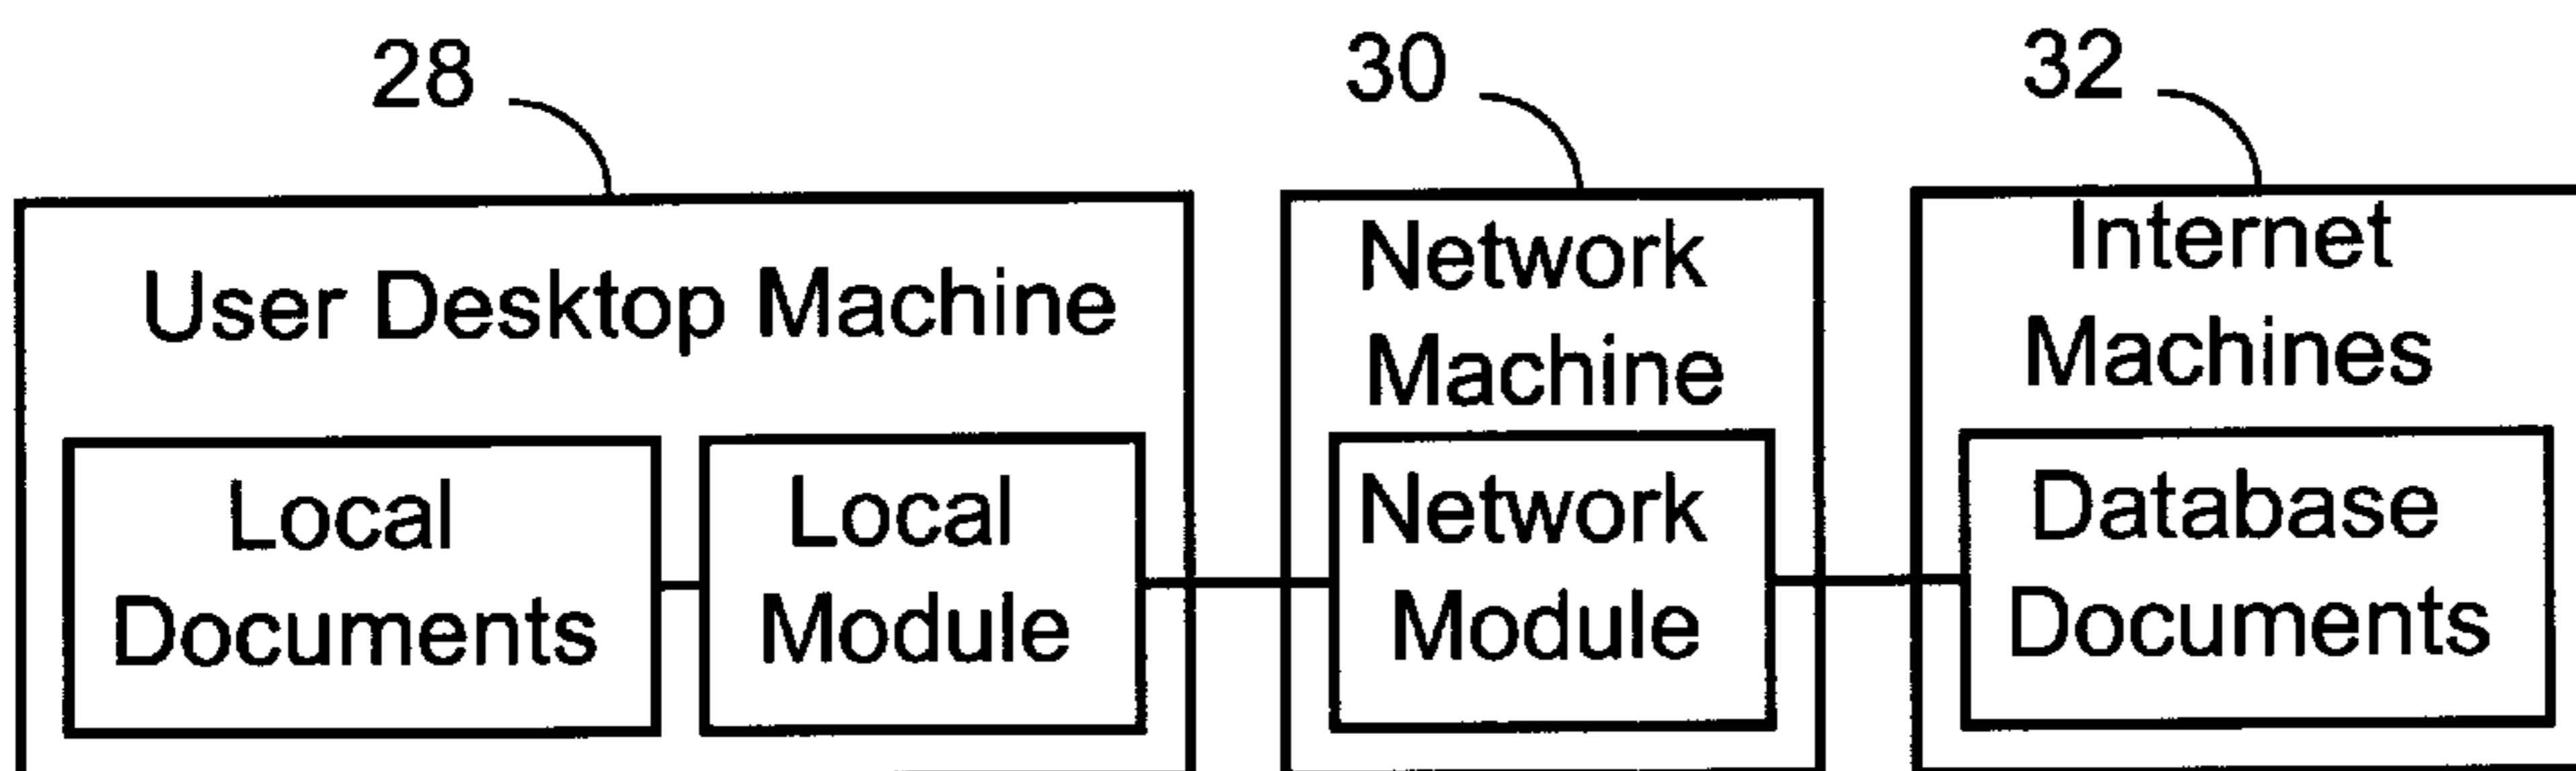 28
30
32
User Desktop Machine
Network
Machine
Internet
Machines
Local
Documents
Local
Module
Network
Module
Database
Documents